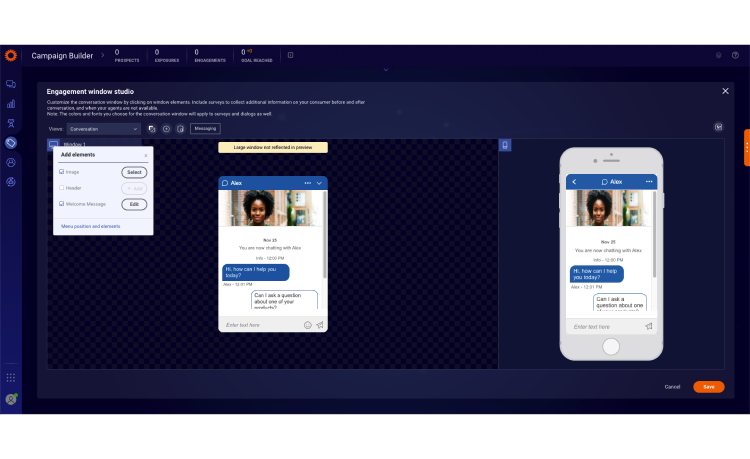 Campaign Builder
0
PROSPECTS
0
EXPOSURES
0
ENGAGEMENTS
0
GOAL REACHED
Engagement window studio
Customize the conversation window by clicking on window elements. Include surveys to collect additional information on your consumer before and after
conversation, and when your agents are not available.
Note: The colors and fonts you choose for the conversation window will apply to surveys and dialogs as well.
Views:
Conversation
Messaging
Window 1
Large window not reflected in preview
Add elements
Image
Select
Header
+ Add
Welcome Message
Edit
Menu position and elements
Alex
Nov 25
You are now chatting with Alex
Info - 12:00 PM
Hi, how can I help you
today?
Alex - 12:31 PM
Can I ask a question
about one of your
products?
Enter text here
Alex
Nov 25
You are now chatting with Alex
Info - 12:00 PM
Hi, how can I help
you today?
Alex - 12:31 PM
Can I ask a
question about one
Enter text here
Cancel
Save